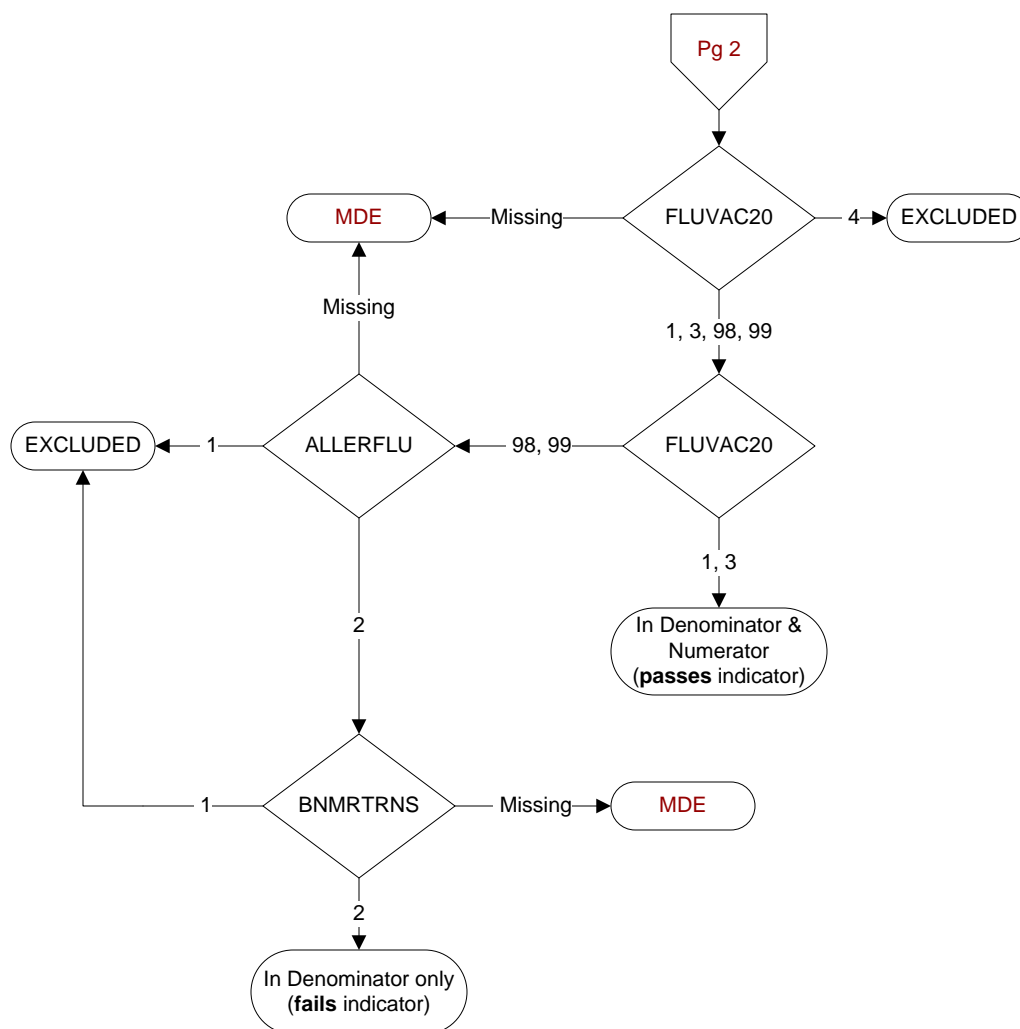 Pg 2
MDE
Missing
FLUVAC20
4
EXCLUDED
Missing
1, 3, 98, 99
EXCLUDED
1
ALLERFLU
98, 99
FLUVAC20
1, 3
2
In Denominator &
Numerator
(passes indicator)
1
BNMRTRNS
Missing
MDE
2
In Denominator only
(fails indicator)